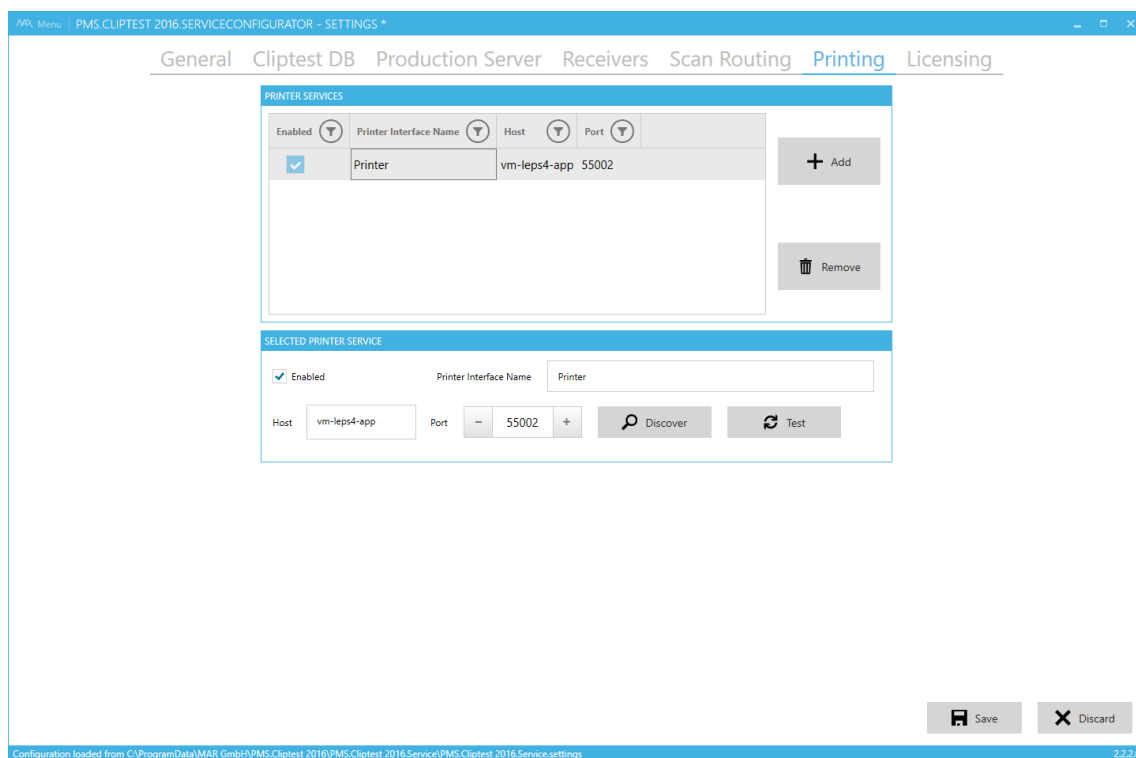 Menu PMS.CLIPTEST 2016.SERVICECONFIGURATOR - SETTINGS *
General Cliptest DB Production Server Receivers Scan Routing Printing Licensing
PRINTER SERVICES
Enabled Printer Interface Name Host Port
Printer vm-leps4-app 55002
+ Add
Remove
SELECTED PRINTER SERVICE
Enabled Printer Interface Name Printer
Host vm-leps4-app Port - 55002 + Discover Test
Save Discard
Configuration loaded from C:\ProgramData\MAR GmbH\PMS.Cliptest 2016\PMS.Cliptest 2016.Service\PMS.Cliptest 2016.Service.settings